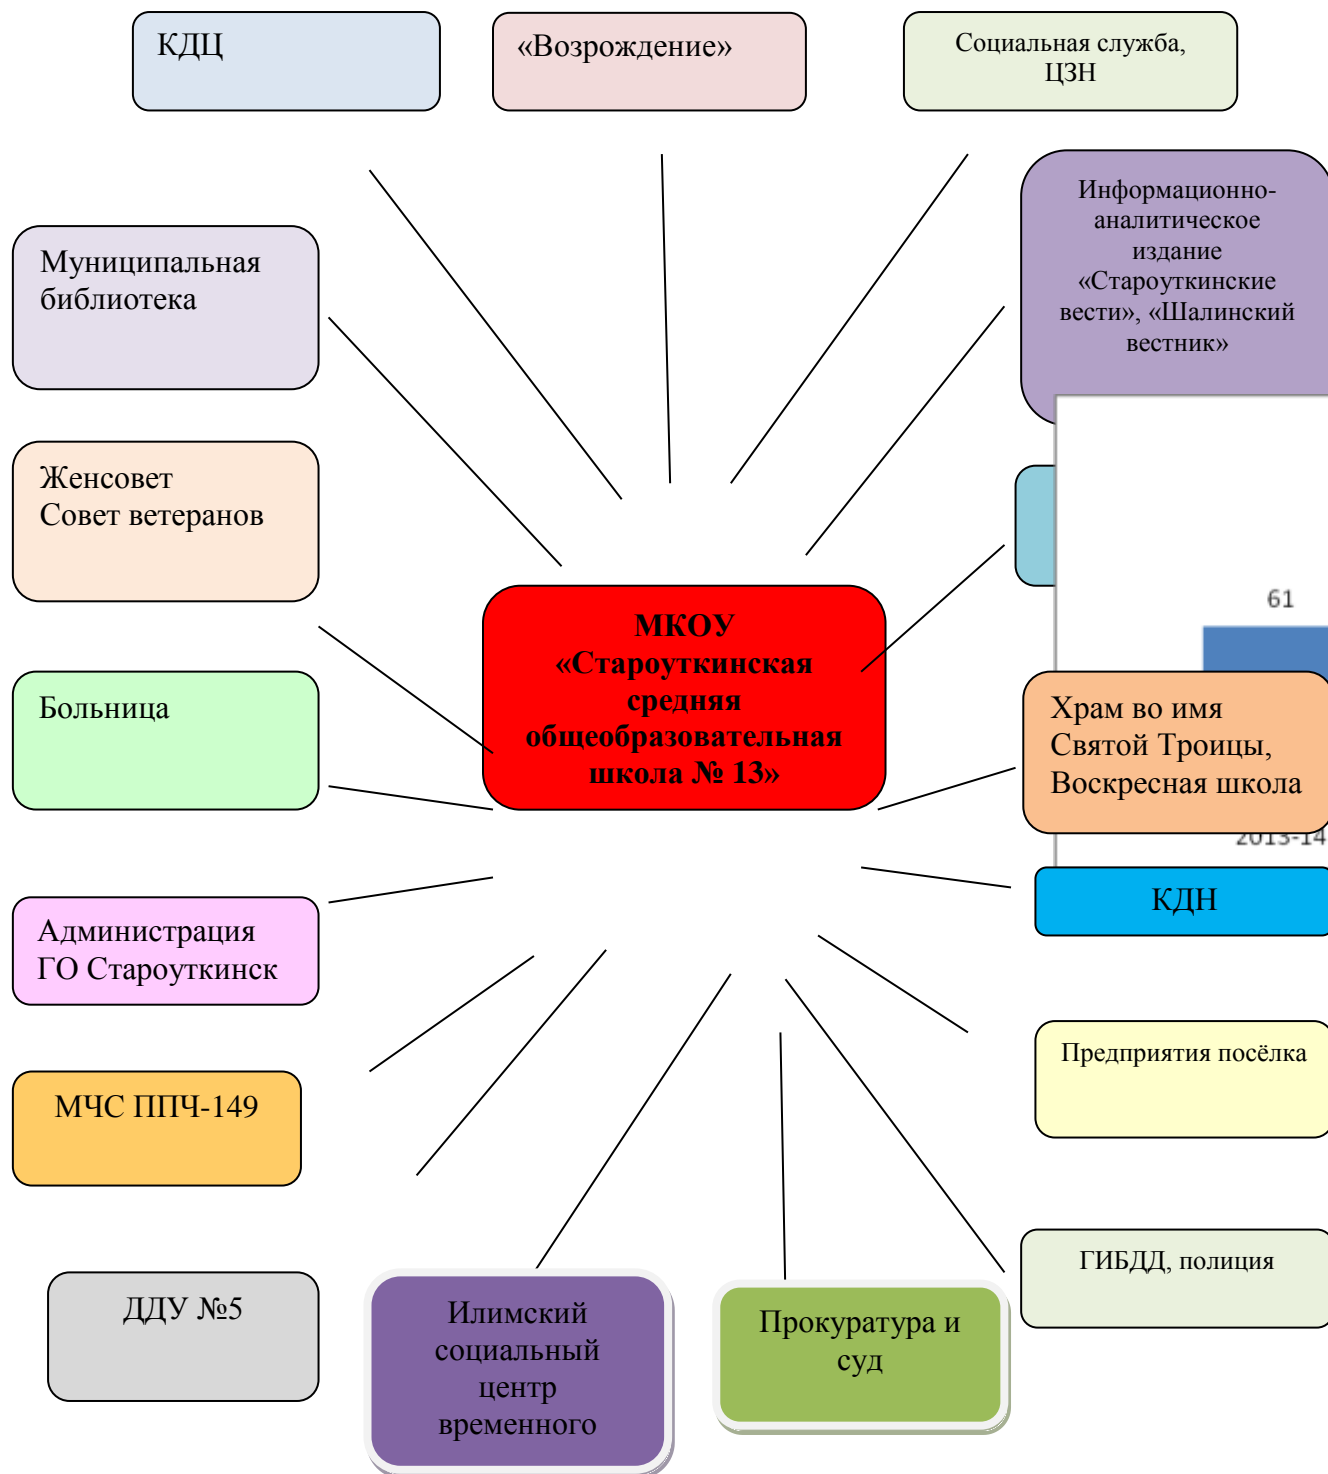 КДЦ
«Возрождение»
Социальная служба,
ЦЗН
Информационно-
аналитическое
издание
«Староуткинские
вести», «Шалинский
вестник»
Муниципальная
библиотека
Женсовет
Совет ветеранов
61
МКОУ
«Староуткинская
средняя
общеобразовательная
школа № 13»
Больница
Храм во имя
Святой Троицы,
Воскресная школа
2013-14
КДН
Администрация
ГО Староуткинск
Предприятия посёлка
МЧС ППЧ-149
ГИБДД, полиция
ДДУ №5
Илимский
социальный
центр
временного
Прокуратура и
суд